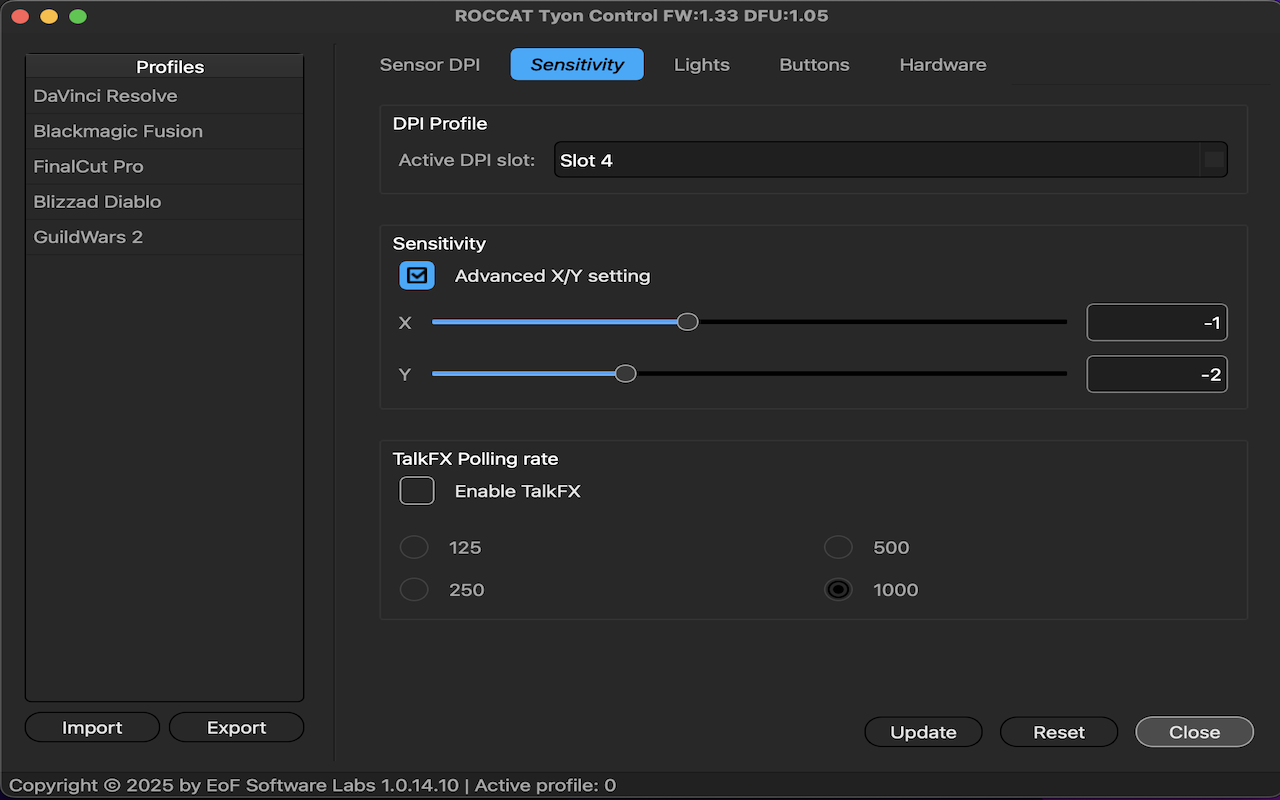 ROCCAT Tyon Control FW:1.33 DFU:1.05
Profiles
DaVinci Resolve
Blackmagic Fusion
FinalCut Pro
Blizzad Diablo
GuildWars 2
Import Export
Sensor DPI Sensitivity Lights Buttons Hardware
DPI Profile
Active DPI slot: Slot 4
Sensitivity
Advanced X/Y setting
X -1
Y -2
TalkFX Polling rate
Enable TalkFX
125 500
250 1000
Update Reset Close
Copyright © 2025 by EoF Software Labs 1.0.14.10 | Active profile: 0